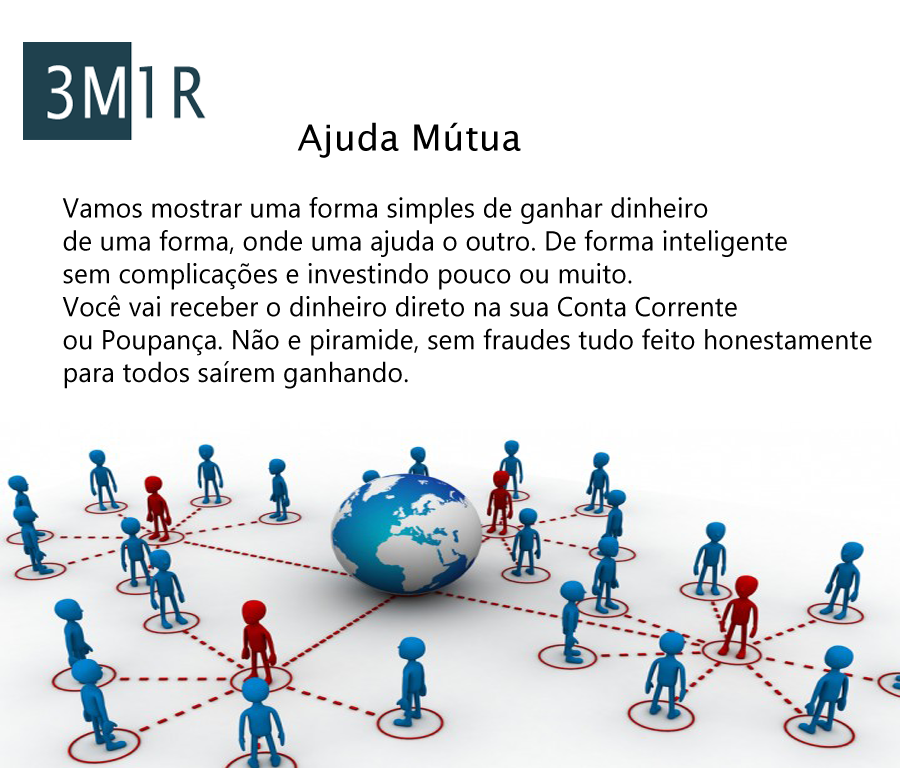 3M1R
Ajuda Mútua
Vamos mostrar uma forma simples de ganhar dinheiro
de uma forma, onde uma ajuda o outro. De forma inteligente
sem complicações e investindo pouco ou muito.
Você vai receber o dinheiro direto na sua Conta Corrente
ou Poupança. Não e piramide, sem fraudes tudo feito honestamente
para todos saírem ganhando.